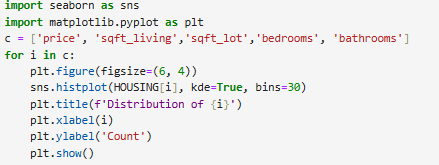 import seaborn as sns
import matplotlib.pyplot as plt
c = ['price', 'sqft_living','sqft_lot','bedrooms', 'bathrooms']
for i in c:
    plt.figure(figsize=(6, 4))
    sns.histplot(HOUSING[i], kde=True, bins=30)
    plt.title(f'Distribution of {i}')
    plt.xlabel(i)
    plt.ylabel('Count')
    plt.show()